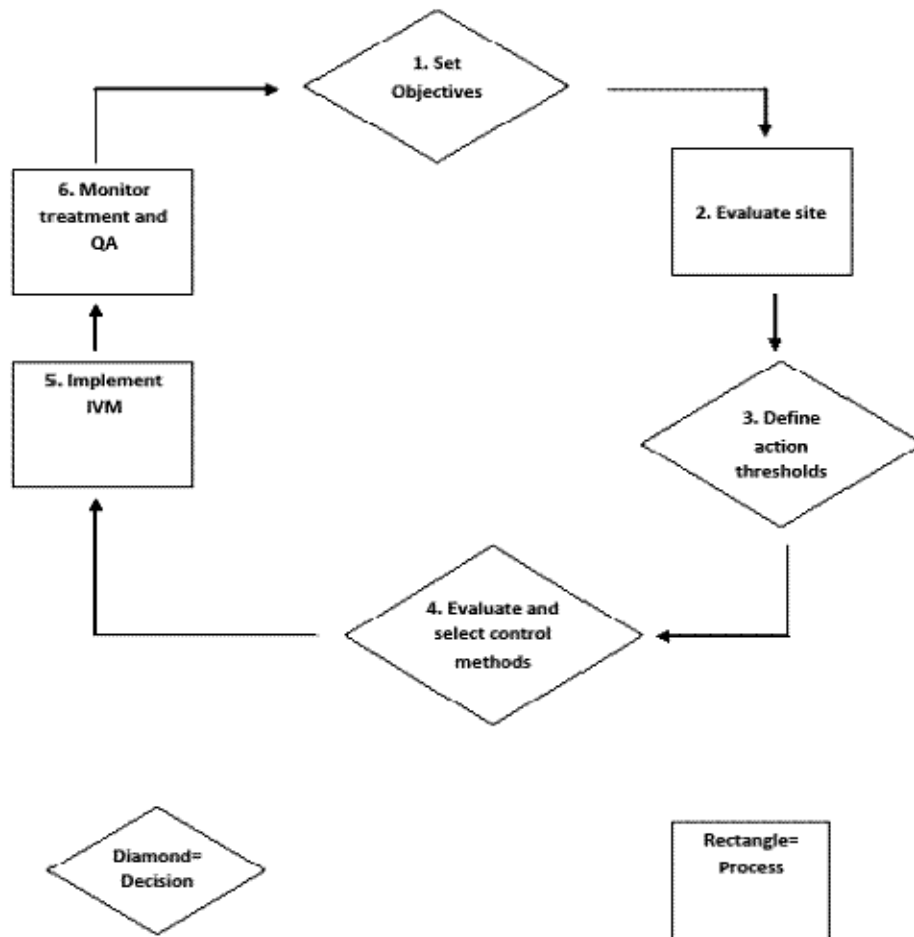 1. Set
Objectives
2. Evaluate site
3. Define
action
thresholds
4. Evaluate and
select control
methods
5. Implement
IVM
6. Monitor
treatment and
QA
Diamond=
Decision
Rectangle=
Process